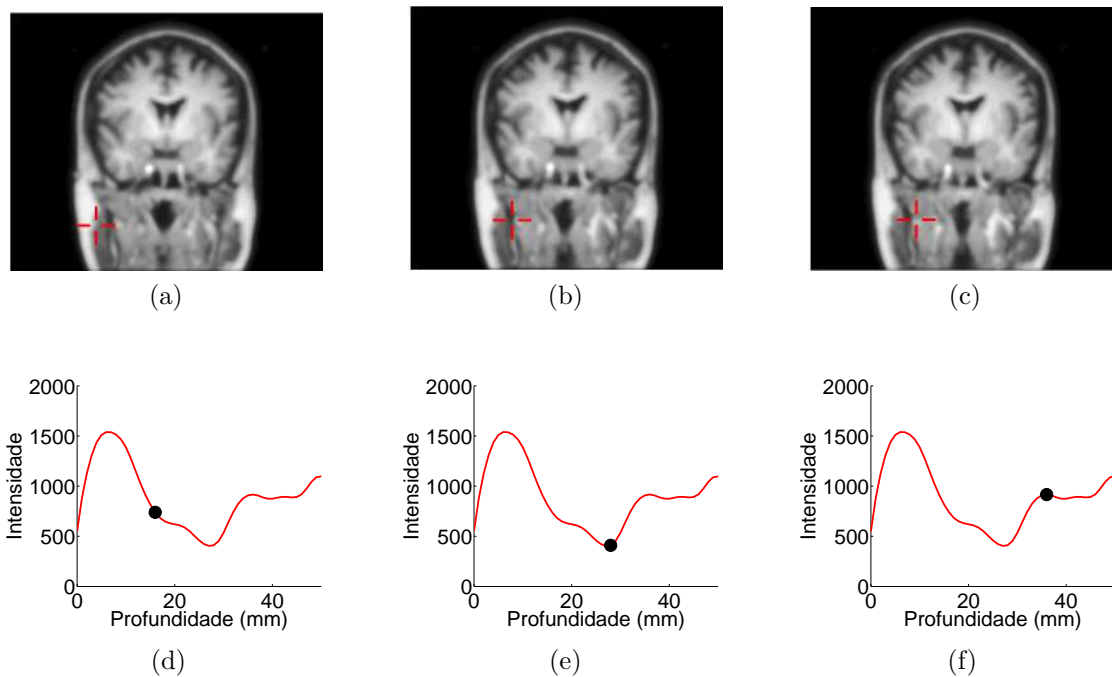 (a) (b) (c)
2000 2000 2000
1500 1500 1500
1000 1000 1000
500 500 500
0 0 0
Intensidade Intensidade Intensidade
0 20 40 0 20 40 0 20 40
Profundidade (mm) Profundidade (mm) Profundidade (mm)
(d) (e) (f)